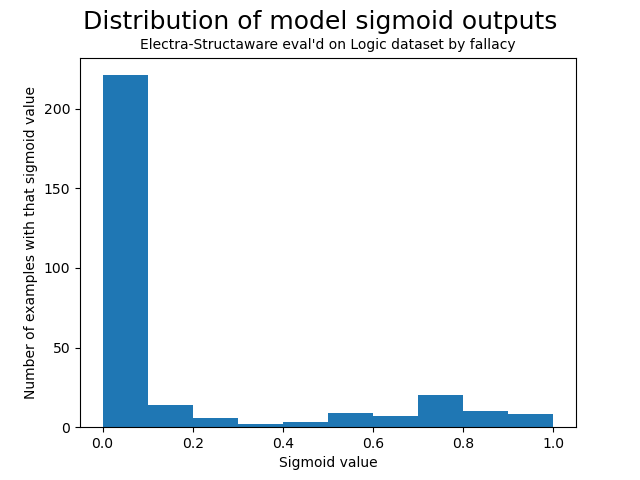 Distribution of model sigmoid outputs
Electra-Structaware eval'd on Logic dataset by fallacy
Number of examples with that sigmoid value
200
150
100
50
0
0.0 0.2 0.4 0.6 0.8 1.0
Sigmoid value